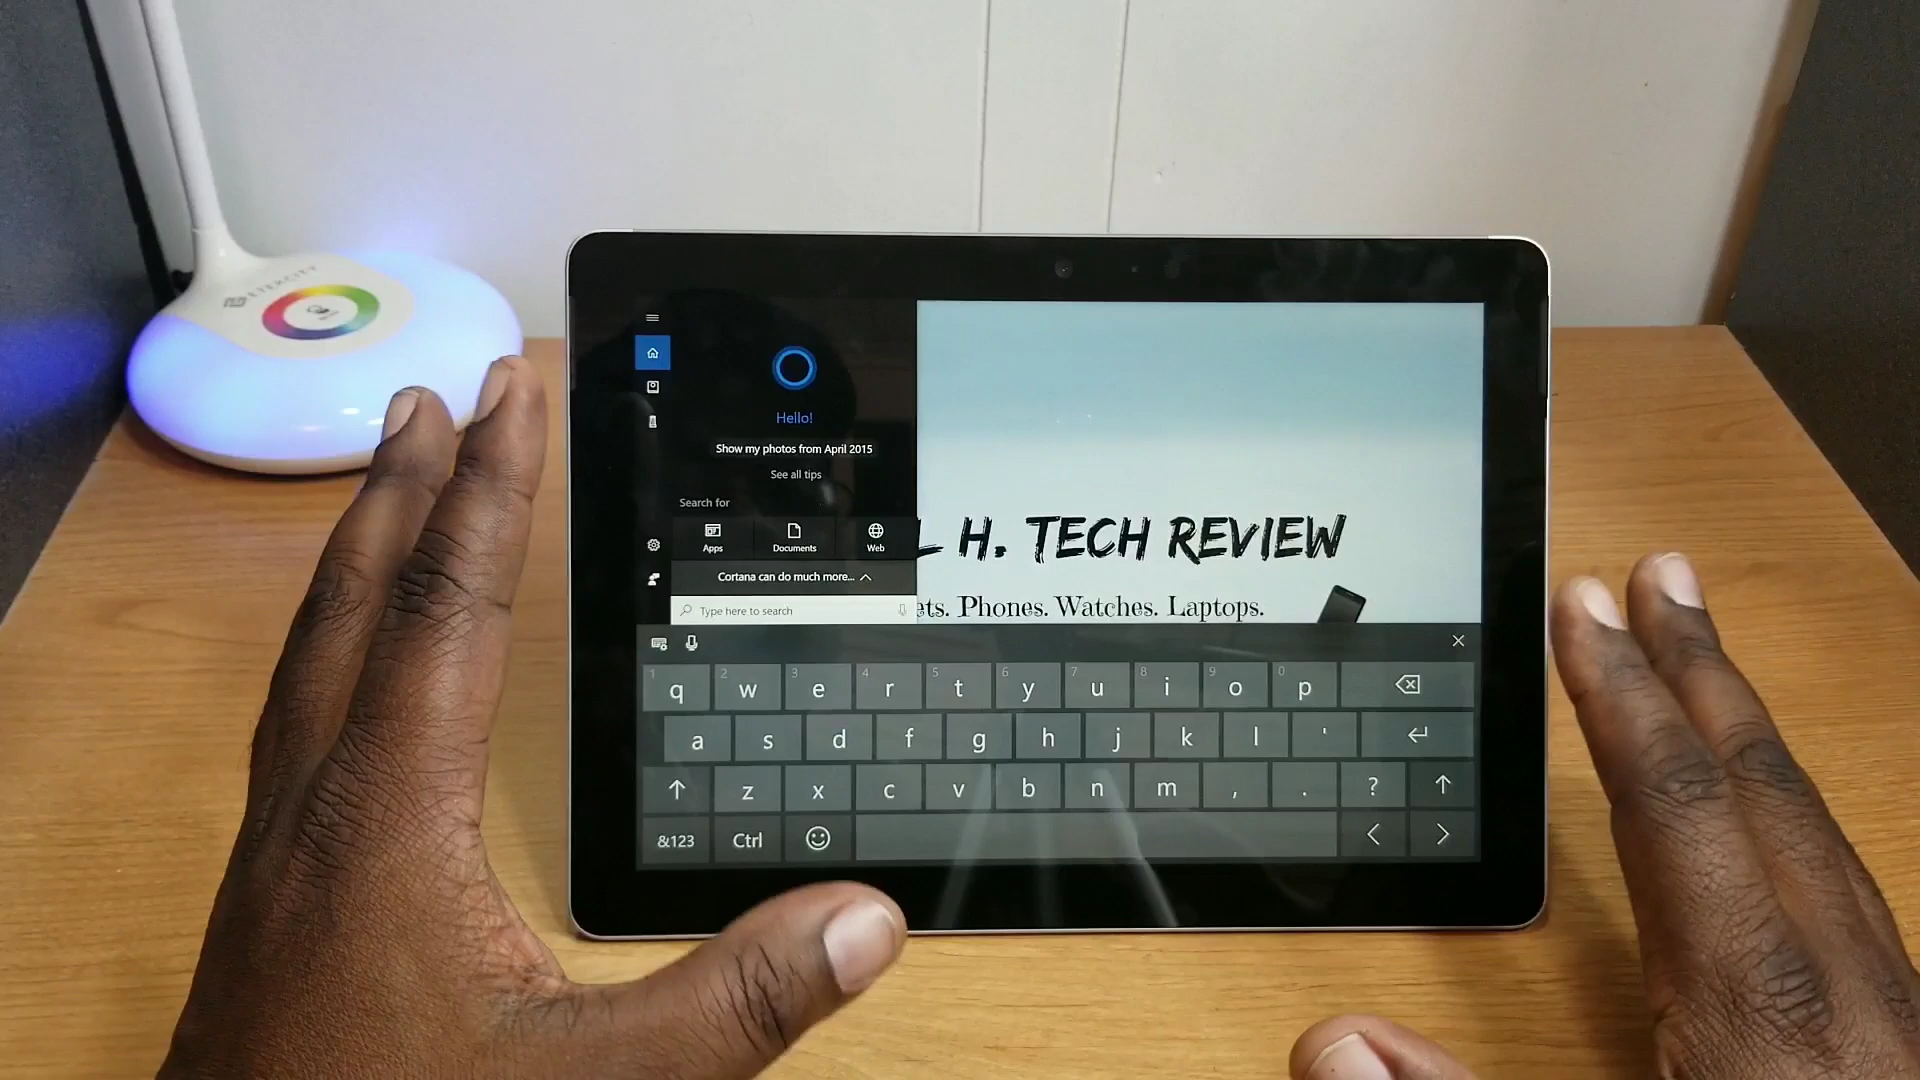 ETEKCITY
Hello!
Show my photos from April 2015
See all tips
Search for
Apps
Documents
Web
Cortana can do much more...
Type here to search
L H. TECH REVIEW
ets. Phones. Watches. Laptops.
1 q 2 w 3 e 4 r 5 t 6 y 7 u 8 i 9 o 0 p
a s d f g h j k l '
z x c v b n m , . ?
&123 Ctrl